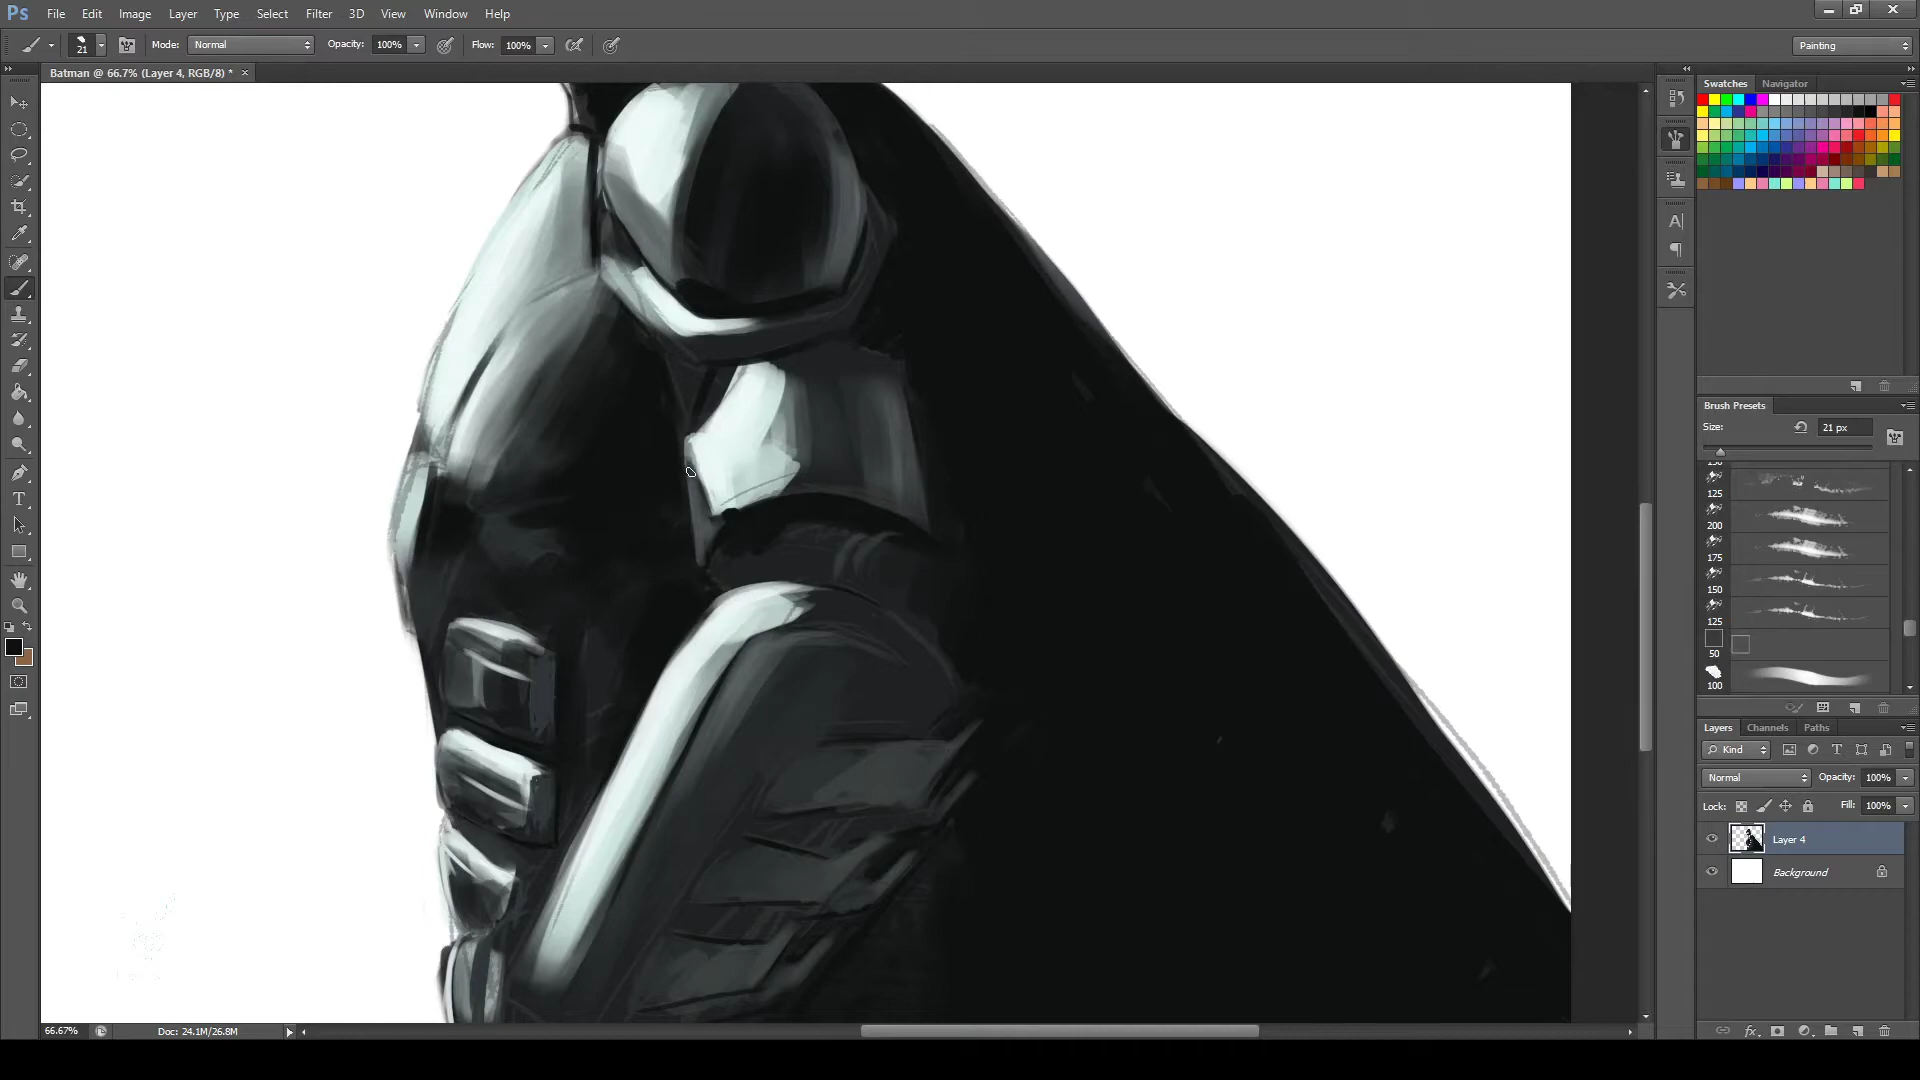 Ps File Edit Image Layer Type Select Filter 3D View Window Help
21 Mode: Normal Opacity: 100% Flow: 100% Painting
Batman @ 66.7% (Layer 4, RGB/8) * ×
Swatches Navigator
Brush Presets
Size: 21 px
125
200
175
150
125
50
100
Layers Channels Paths
Kind
Normal Opacity: 100%
Lock: Fill: 100%
Layer 4
Background
66.67% Doc: 24.1M/26.8M